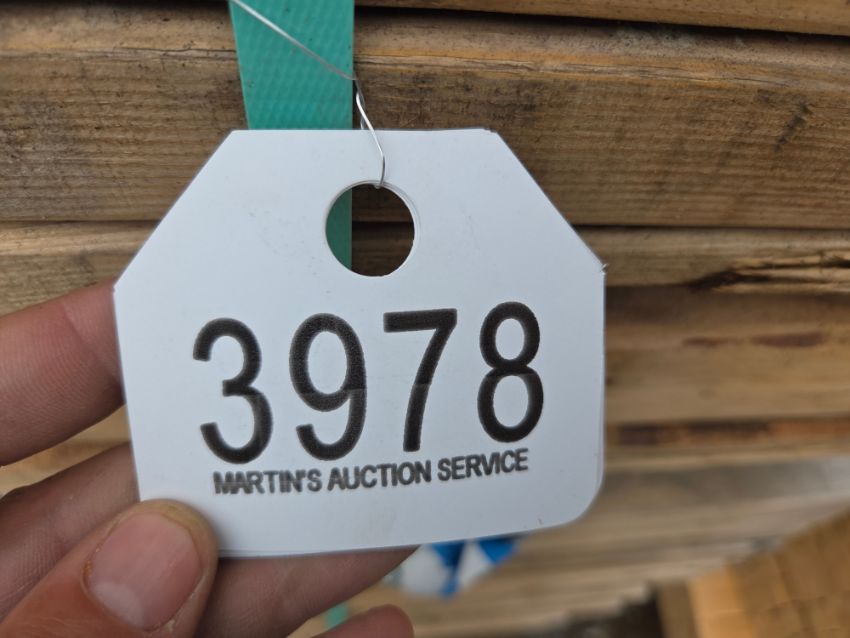 3978
MARTIN'S AUCTION SERVICE